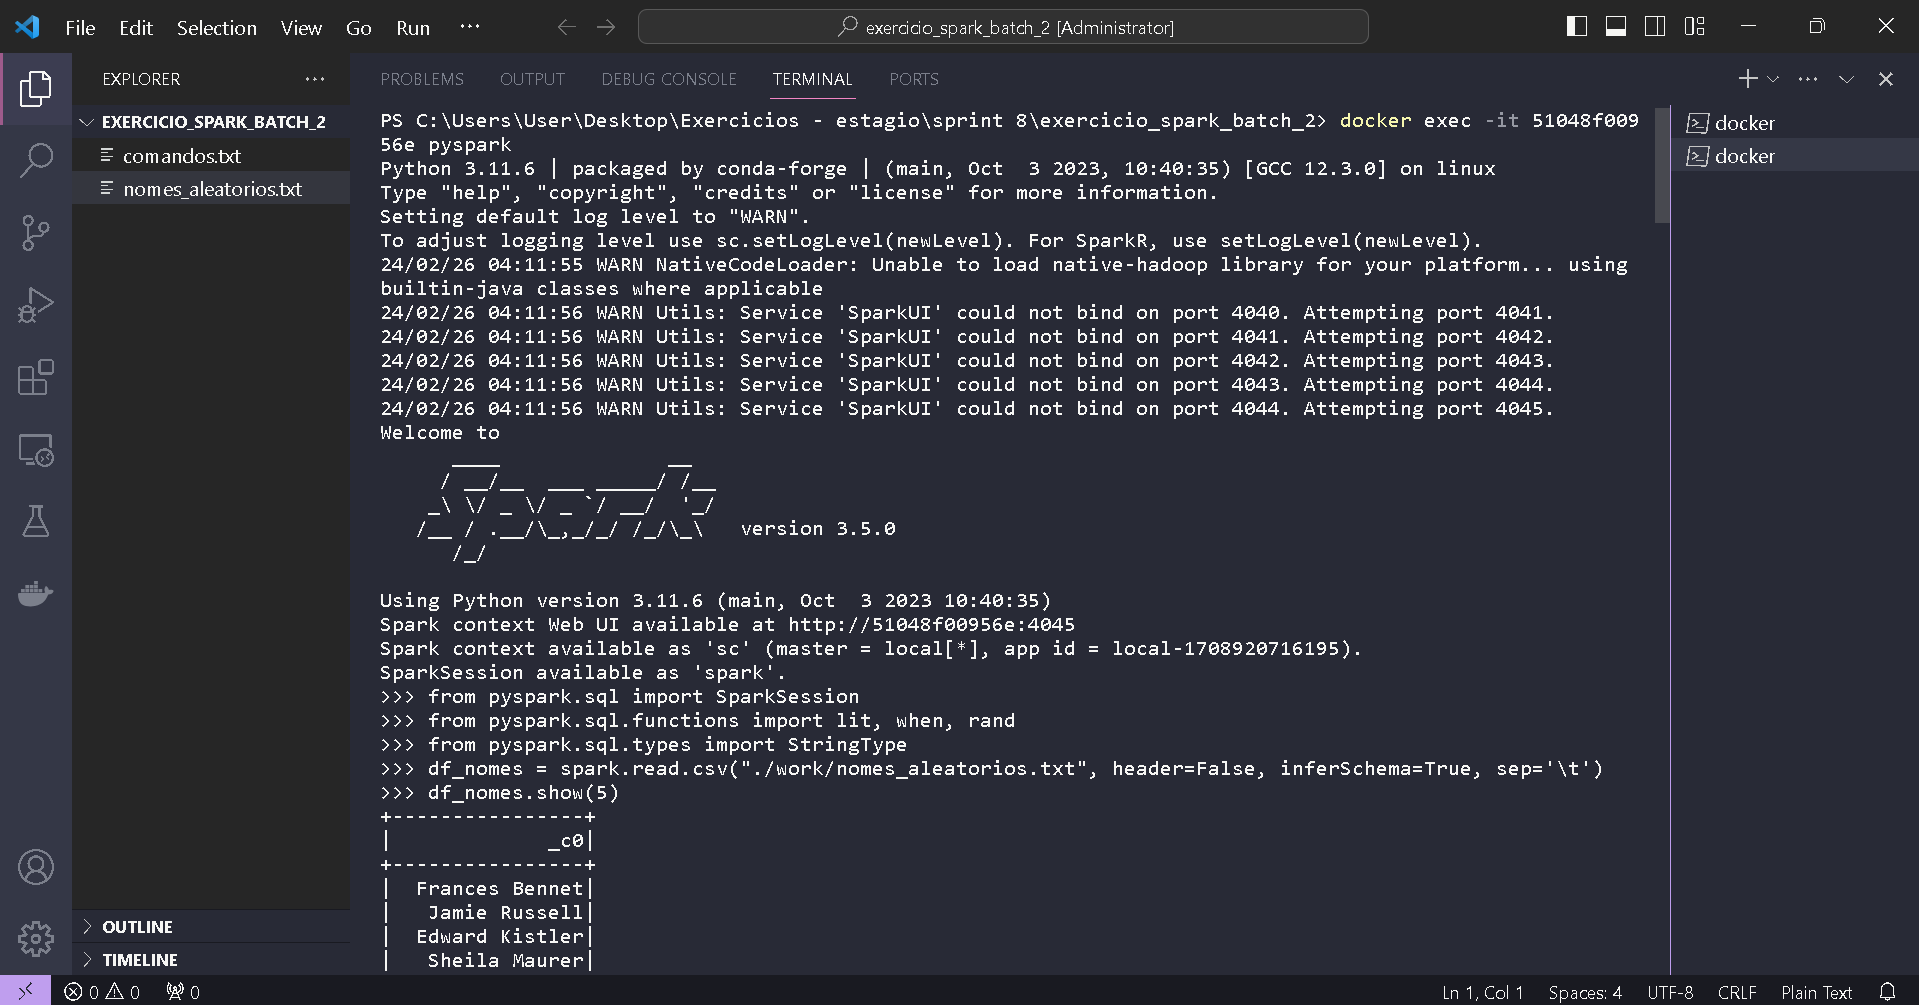 File Edit Selection View Go Run ···
exercicio_spark_batch_2 [Administrator]
EXPLORER ···
EXERCICIO_SPARK_BATCH_2
comandos.txt
nomes_aleatorios.txt
OUTLINE
TIMELINE
PROBLEMS OUTPUT DEBUG CONSOLE TERMINAL PORTS
PS C:\Users\User\Desktop\Exercicios - estagio\sprint 8\exercicio_spark_batch_2> docker exec -it 51048f009
56e pyspark
Python 3.11.6 | packaged by conda-forge | (main, Oct  3 2023, 10:40:35) [GCC 12.3.0] on linux
Type "help", "copyright", "credits" or "license" for more information.
Setting default log level to "WARN".
To adjust logging level use sc.setLogLevel(newLevel). For SparkR, use setLogLevel(newLevel).
24/02/26 04:11:55 WARN NativeCodeLoader: Unable to load native-hadoop library for your platform... using
builtin-java classes where applicable
24/02/26 04:11:56 WARN Utils: Service 'SparkUI' could not bind on port 4040. Attempting port 4041.
24/02/26 04:11:56 WARN Utils: Service 'SparkUI' could not bind on port 4041. Attempting port 4042.
24/02/26 04:11:56 WARN Utils: Service 'SparkUI' could not bind on port 4042. Attempting port 4043.
24/02/26 04:11:56 WARN Utils: Service 'SparkUI' could not bind on port 4043. Attempting port 4044.
24/02/26 04:11:56 WARN Utils: Service 'SparkUI' could not bind on port 4044. Attempting port 4045.
Welcome to
      ____              __
     / __/__  ___ _____/ /__
    _\ \/ _ \/ _ `/ __/  '_/
   /__ / .__/\_,_/_/ /_/\_\   version 3.5.0
      /_/
Using Python version 3.11.6 (main, Oct  3 2023 10:40:35)
Spark context Web UI available at http://51048f00956e:4045
Spark context available as 'sc' (master = local[*], app id = local-1708920716195).
SparkSession available as 'spark'.
>>> from pyspark.sql import SparkSession
>>> from pyspark.sql.functions import lit, when, rand
>>> from pyspark.sql.types import StringType
>>> df_nomes = spark.read.csv("./work/nomes_aleatorios.txt", header=False, inferSchema=True, sep='\t')
>>> df_nomes.show(5)
+----------------+
|             _c0|
+----------------+
|  Frances Bennet|
|   Jamie Russell|
|  Edward Kistler|
|   Sheila Maurer|
docker
docker
0 0 0
Ln 1, Col 1 Spaces: 4 UTF-8 CRLF Plain Text